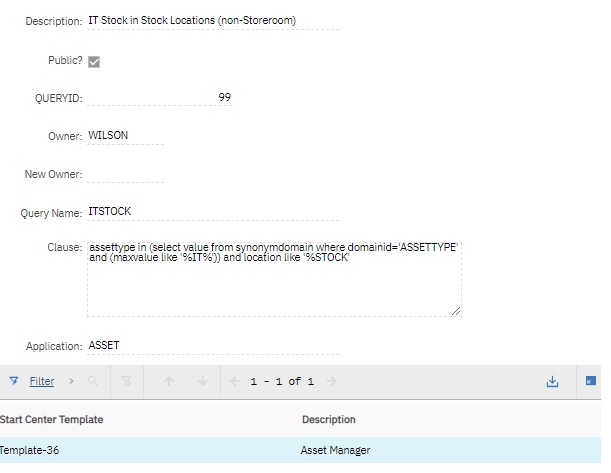 Description: IT Stock in Stock Locations (non-Storeroom)
Public?
QUERYID: 99
Owner: WILSON
New Owner:
Query Name: ITSTOCK
Clause: assettype in (select value from synonymdomain where domainid='ASSETTYPE'
and (maxvalue like '%IT%')) and location like '%STOCK'
Application: ASSET
Filter 1 - 1 of 1
Start Center Template Description
Template-36 Asset Manager